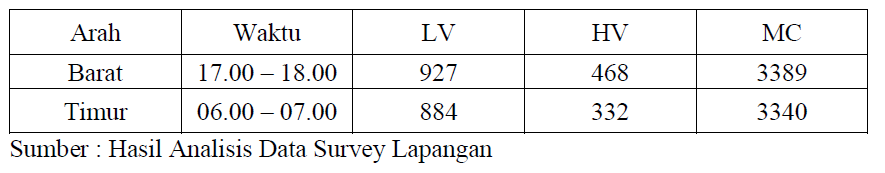 Arah Waktu LV HV MC
Barat 17.00 – 18.00 927 468 3389
Timur 06.00 – 07.00 884 332 3340
Sumber : Hasil Analisis Data Survey Lapangan